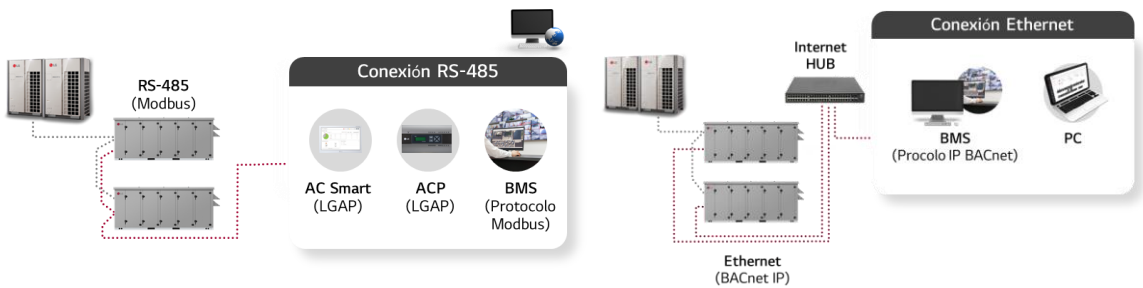 RS-485
(Modbus)
Conexión RS-485
AC Smart
(LGAP)
ACP
(LGAP)
BMS
(Protocolo
Modbus)
Internet
HUB
Ethernet
(BACnet IP)
Conexión Ethernet
BMS
(Procolo IP BACnet)
PC